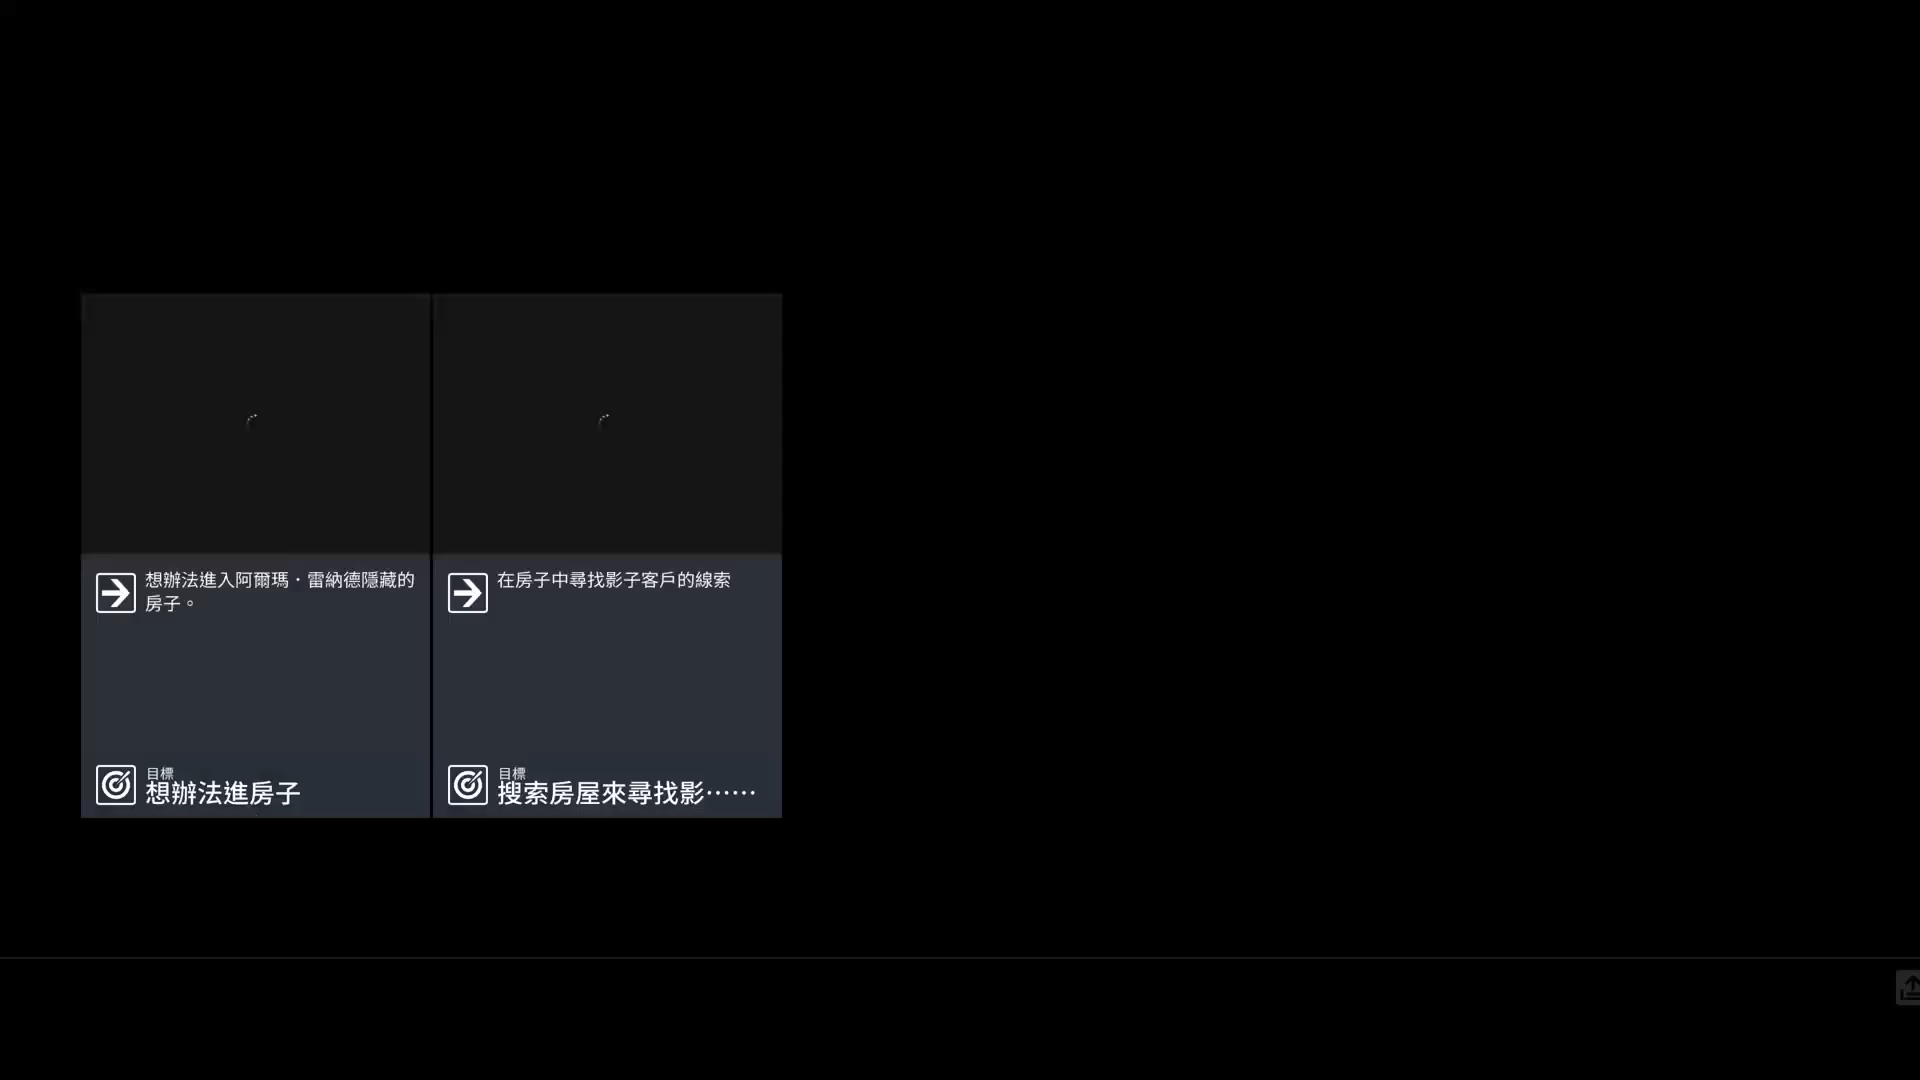 想辦法進入阿爾瑪・雷納德隱藏的
房子。
目標
想辦法進房子
在房子中尋找影子客戶的線索
目標
搜索房屋來尋找影……